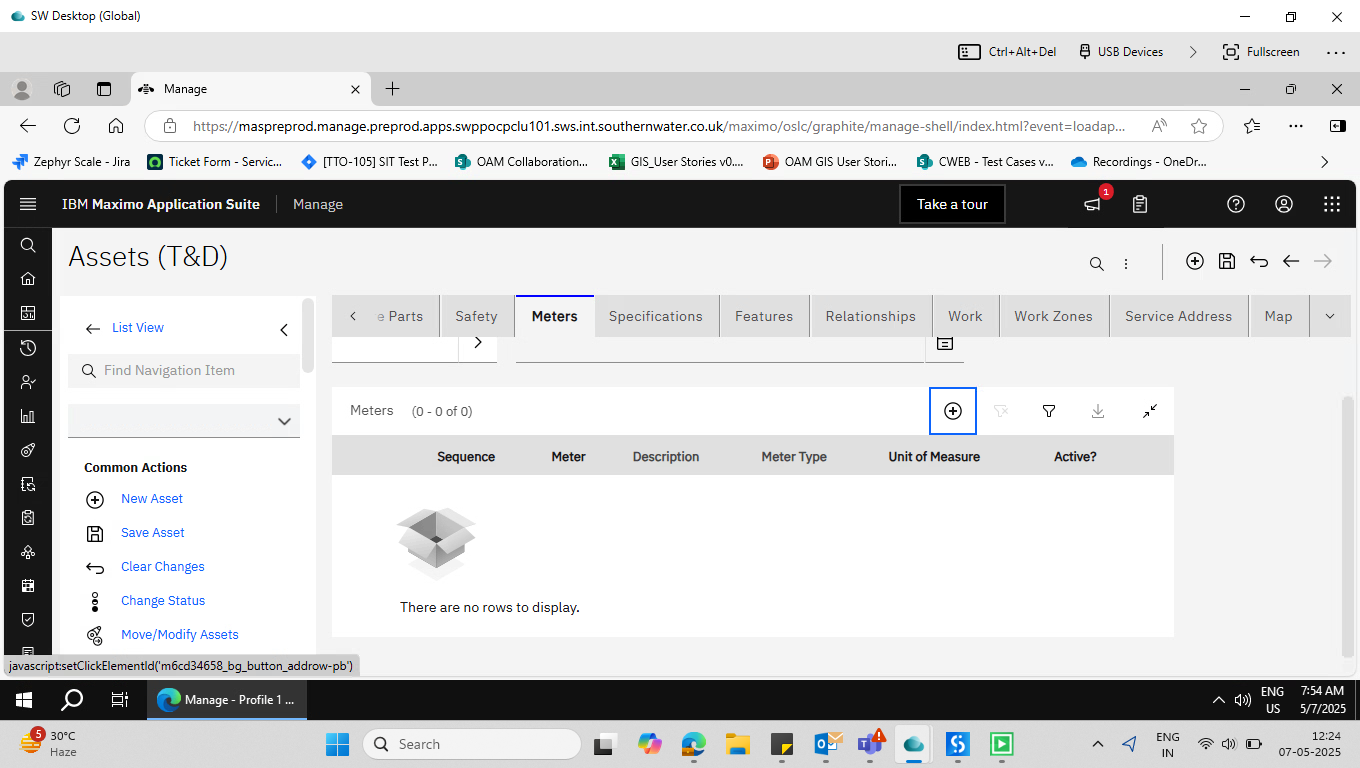 SW Desktop (Global)
Ctrl+Alt+Del USB Devices Fullscreen
Manage
https://maspreprod.manage.preprod.apps.swppocpclu101.sws.int.southernwater.co.uk/maximo/oslc/graphite/manage-shell/index.html?event=loadap...
Zephyr Scale - Jira Ticket Form - Servic... [TTO-105] SIT Test P... OAM Collaboration... GIS_User Stories v0.... OAM GIS User Stori... CWEB - Test Cases v... Recordings - OneDr...
IBM Maximo Application Suite Manage Take a tour 1
Assets (T&D)
List View
Find Navigation Item
Common Actions
New Asset
Save Asset
Clear Changes
Change Status
Move/Modify Assets
e Parts Safety Meters Specifications Features Relationships Work Work Zones Service Address Map
Meters (0 - 0 of 0)
Sequence Meter Description Meter Type Unit of Measure Active?
There are no rows to display.
javascript:setClickElementId('m6cd34658_bg_button_addrow-pb')
Manage - Profile 1 ...
ENG
US
7:54 AM
5/7/2025
5
30°C
Haze
Search
ENG
IN
12:24
07-05-2025